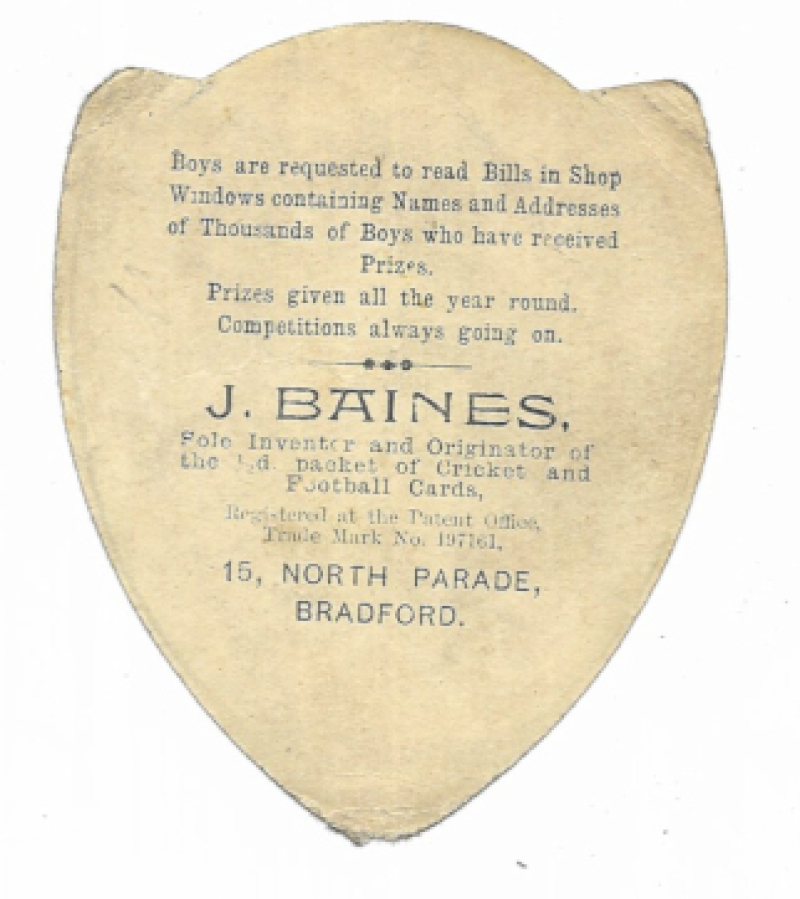 Boys are requested to read Bills in Shop
Windows containing Names and Addresses
of Thousands of Boys who have received
Prizes.
Prizes given all the year round.
Competitions always going on.
J. BAINES,
Sole Inventor and Originator of
the ½d. packet of Cricket and
Football Cards,
Registered at the Patent Office,
Trade Mark No. 197161,
15, NORTH PARADE,
BRADFORD.